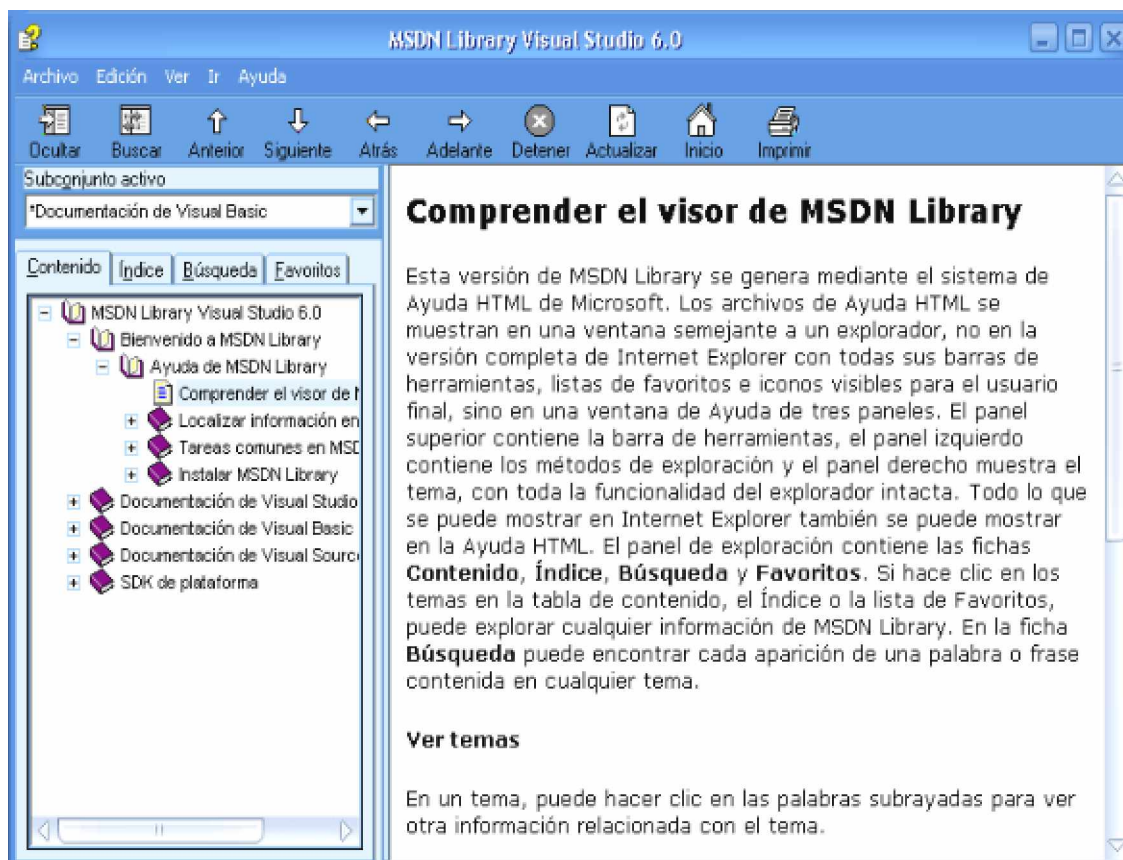 MSDN Library Visual Studio 6.0
Archivo Edición Ver Ir Ayuda
Ocultar Buscar Anterior Siguiente Atrás Adelante Detener Actualizar Inicio Imprimir
Subconjunto activo
*Documentación de Visual Basic
Contenido Índice Búsqueda Favoritos
MSDN Library Visual Studio 6.0
Bienvenido a MSDN Library
Ayuda de MSDN Library
Comprender el visor de
Localizar información en
Tareas comunes en MSD
Instalar MSDN Library
Documentación de Visual Studio
Documentación de Visual Basic
Documentación de Visual Sourc
SDK de plataforma
Comprender el visor de MSDN Library
Esta versión de MSDN Library se genera mediante el sistema de
Ayuda HTML de Microsoft. Los archivos de Ayuda HTML se
muestran en una ventana semejante a un explorador, no en la
versión completa de Internet Explorer con todas sus barras de
herramientas, listas de favoritos e iconos visibles para el usuario
final, sino en una ventana de Ayuda de tres paneles. El panel
superior contiene la barra de herramientas, el panel izquierdo
contiene los métodos de exploración y el panel derecho muestra el
tema, con toda la funcionalidad del explorador intacta. Todo lo que
se puede mostrar en Internet Explorer también se puede mostrar
en la Ayuda HTML. El panel de exploración contiene las fichas
Contenido, Índice, Búsqueda y Favoritos. Si hace clic en los
temas en la tabla de contenido, el Índice o la lista de Favoritos,
puede explorar cualquier información de MSDN Library. En la ficha
Búsqueda puede encontrar cada aparición de una palabra o frase
contenida en cualquier tema.
Ver temas
En un tema, puede hacer clic en las palabras subrayadas para ver
otra información relacionada con el tema.